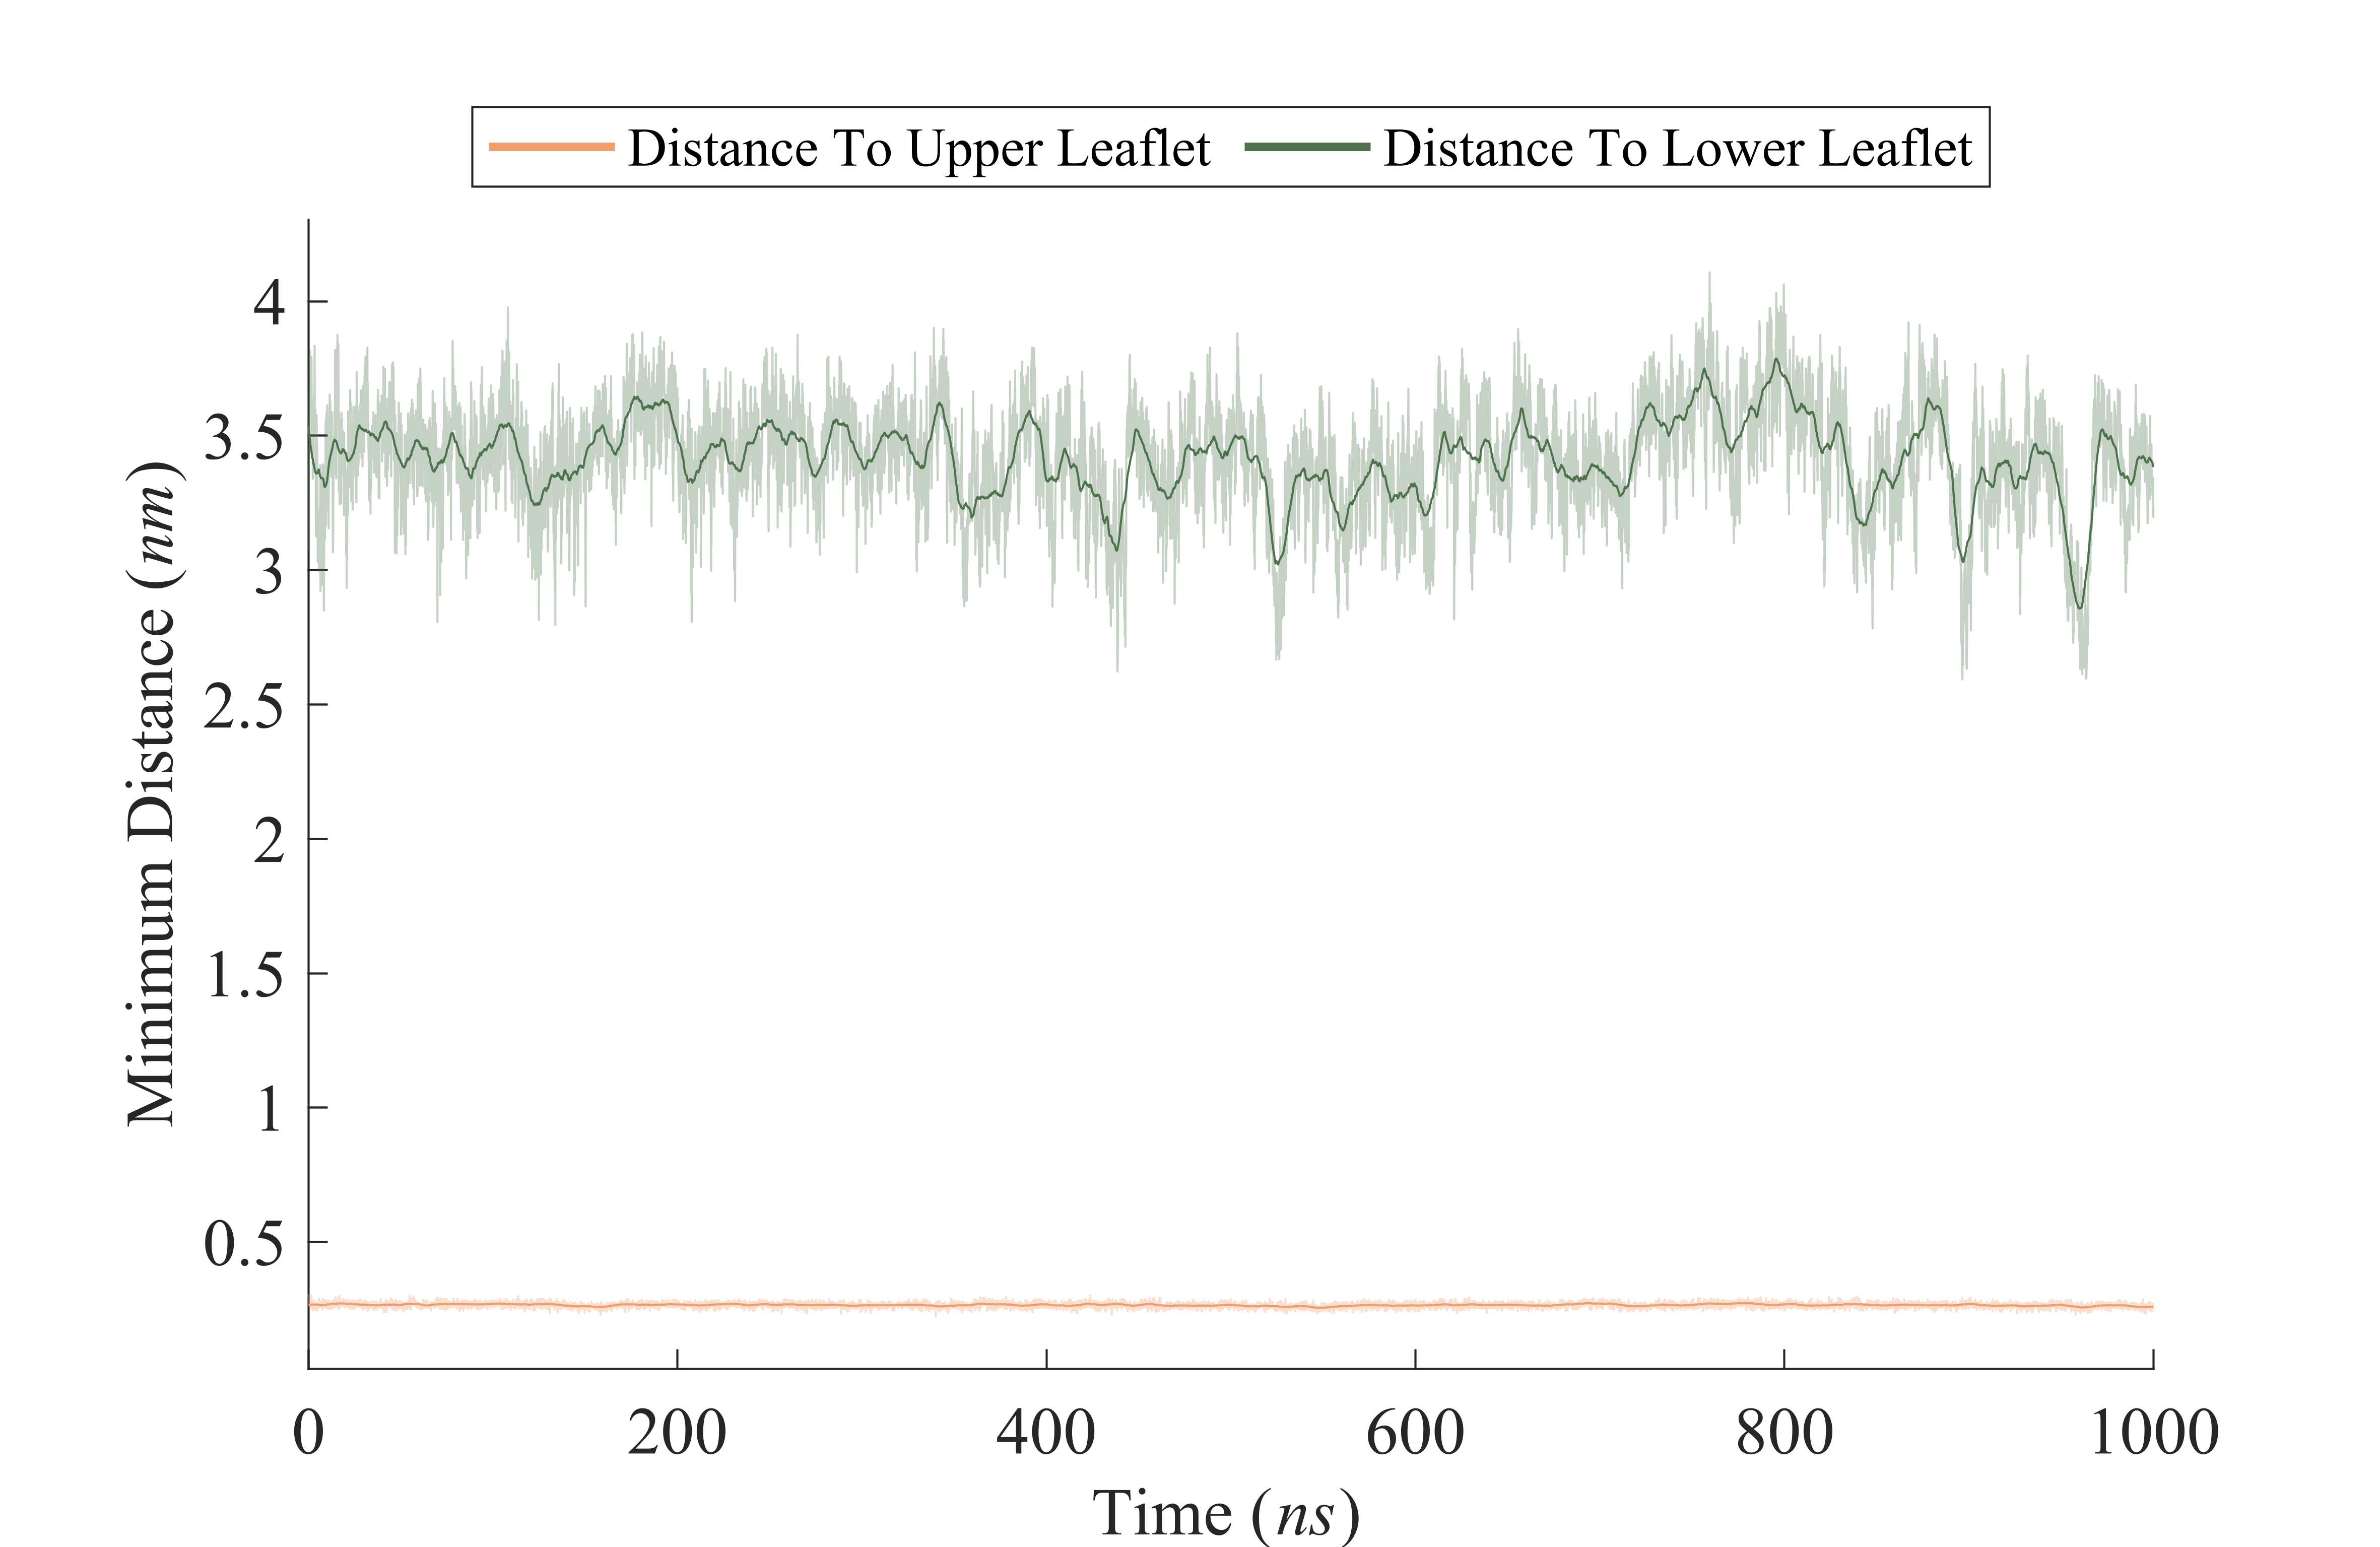 Distance To Upper Leaflet Distance To Lower Leaflet
Minimum Distance (nm)
4
3.5
3
2.5
2
1.5
1
0.5
0 200 400 600 800 1000
Time (ns)